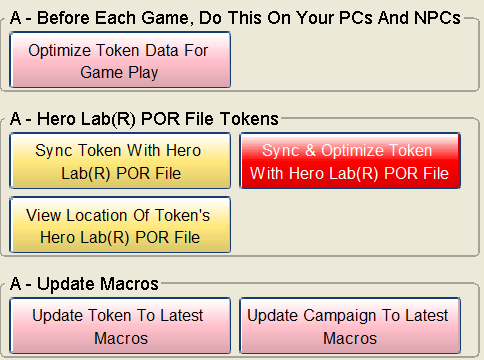 A - Before Each Game, Do This On Your PCs And NPCs
Optimize Token Data For
Game Play
A - Hero Lab(R) POR File Tokens
Sync Token With Hero
Lab(R) POR File
Sync & Optimize Token
With Hero Lab(R) POR File
View Location Of Token's
Hero Lab(R) POR File
A - Update Macros
Update Token To Latest
Macros
Update Campaign To Latest
Macros